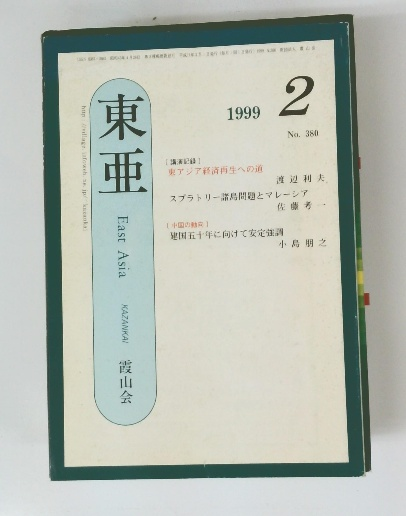 1999 2
No. 380
東亜
East Asia
KAZANKAI
霞山会
[講演記録]
東アジア経済再生への道
渡辺利夫
スプラトリー諸島問題とマレーシア
佐藤考一
[中国の動向]
建国五十年に向けて安定強調
小島朋之